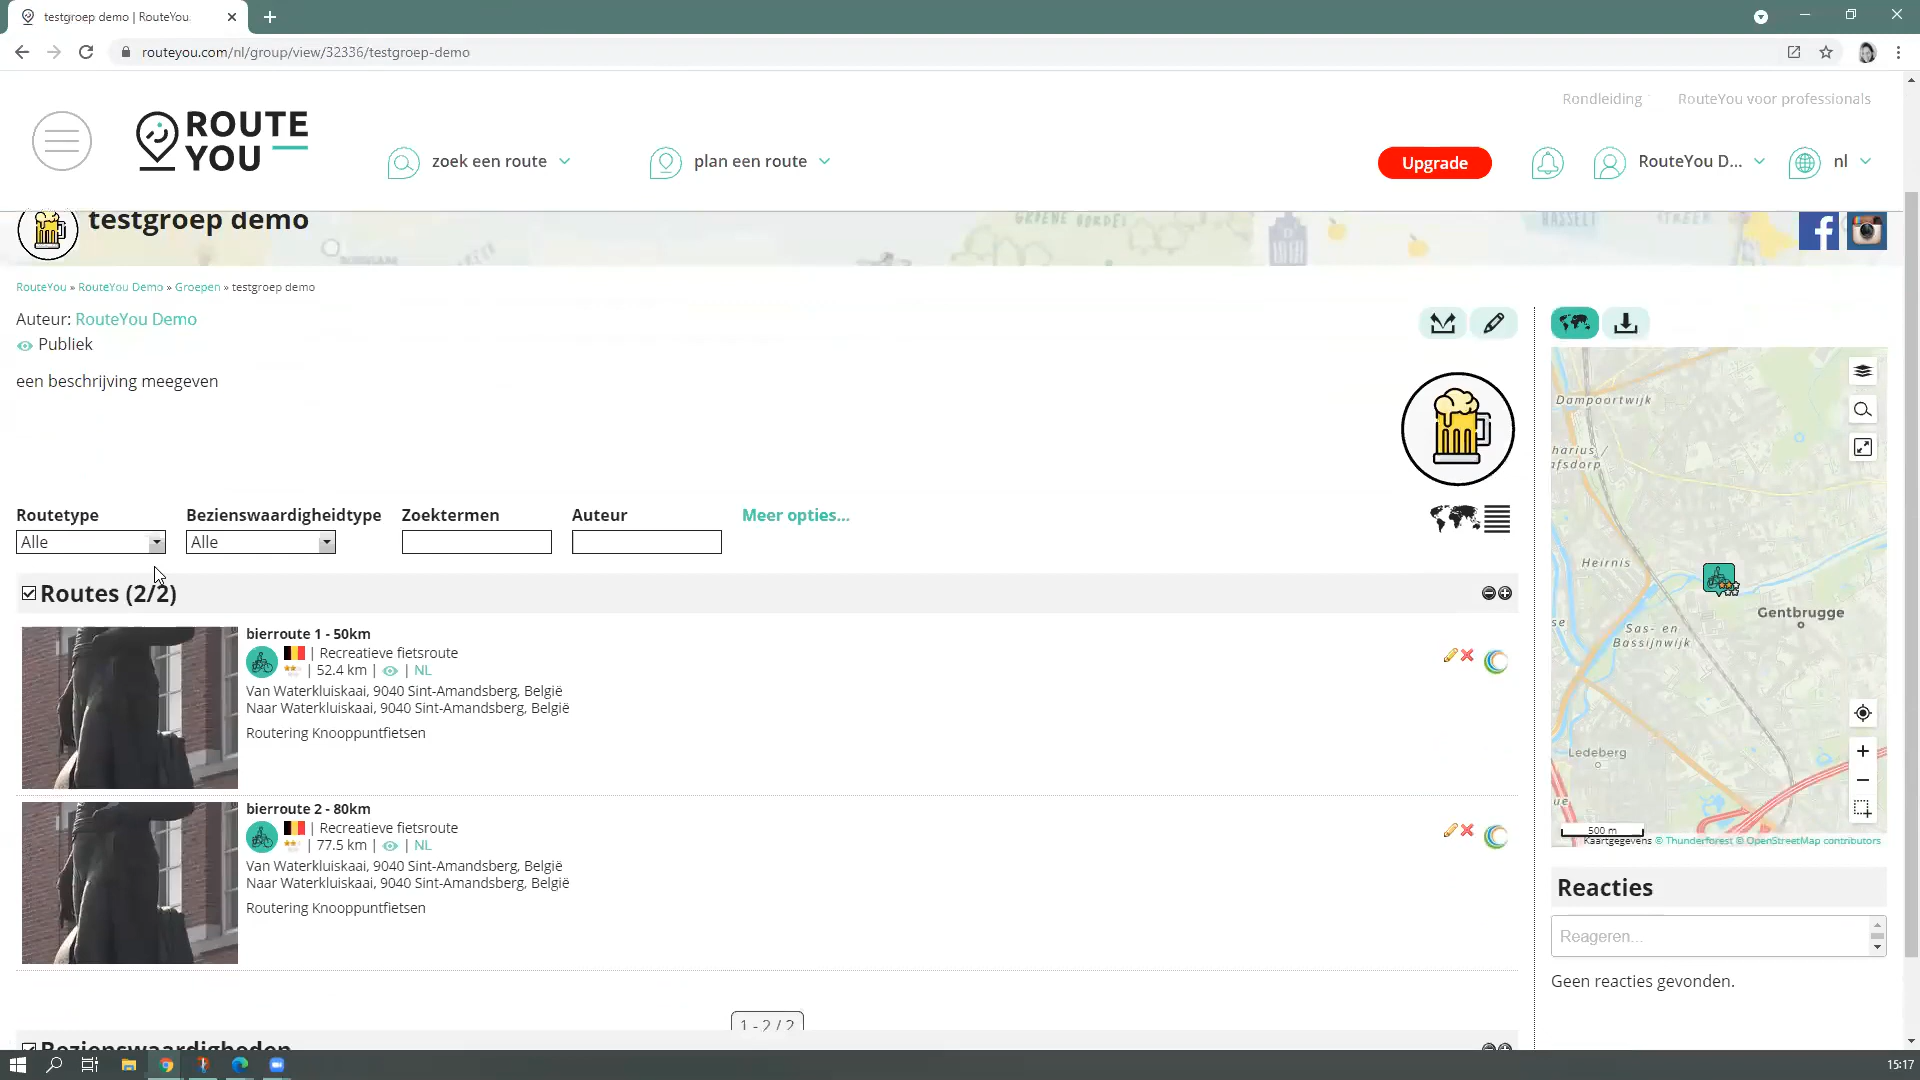 testgroep demo | RouteYou
routeyou.com/nl/group/view/32336/testgroep-demo
Rondleiding
RouteYou voor professionals
ROUTE
YOU
zoek een route
plan een route
Upgrade
RouteYou D...
nl
testgroep demo
GROENE GORDEL
HASSELT
RouteYou » RouteYou Demo » Groepen » testgroep demo
Auteur: RouteYou Demo
Publiek
een beschrijving meegeven
Routetype
Bezienswaardigheidtype
Zoektermen
Auteur
Meer opties...
Alle
Alle
Routes (2/2)
bierroute 1 - 50km
| Recreatieve fietsroute
| 52.4 km | | NL
Van Waterkluiskaai, 9040 Sint-Amandsberg, België
Naar Waterkluiskaai, 9040 Sint-Amandsberg, België
Routering Knooppuntfietsen
bierroute 2 - 80km
| Recreatieve fietsroute
| 77.5 km | | NL
Van Waterkluiskaai, 9040 Sint-Amandsberg, België
Naar Waterkluiskaai, 9040 Sint-Amandsberg, België
Routering Knooppuntfietsen
1 - 2 / 2
Bezienswaardigheden
Dampoortwijk
harius /
afsdorp
Heirnis
Gentbrugge
Sas- en
Bassijnwijk
Ledeberg
500 m
Kaartgegevens © Thunderforest © OpenStreetMap contributors
Reacties
Reageren...
Geen reacties gevonden.
15:17